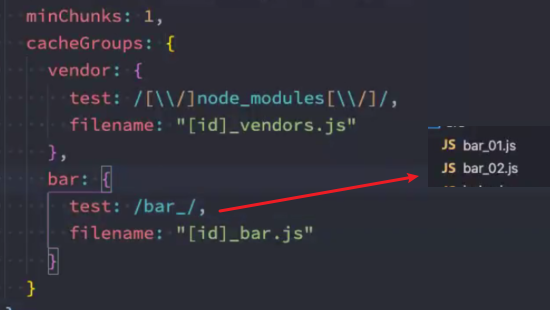 minChunks: 1,
cacheGroups: {
vendor: {
test: /[\\/]node_modules[\\/]/,
filename: "[id]_vendors.js"
},
bar: {
test: /bar_/,
filename: "[id]_bar.js"
}
}
JS bar_01.js
JS bar_02.js